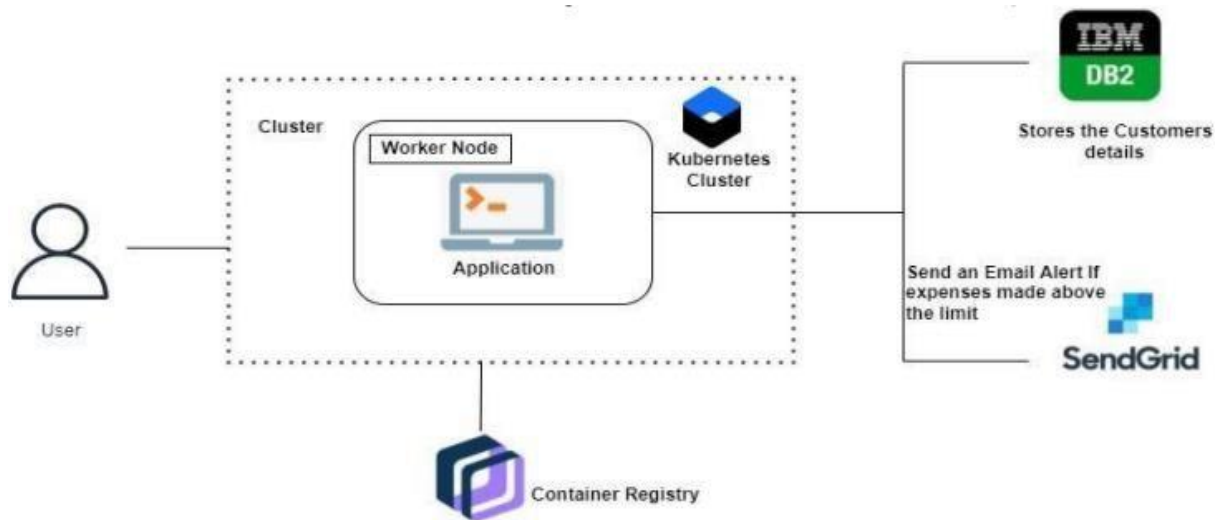 IBM
DB2
Cluster
Worker Node
Kubernetes
Cluster
Stores the Customers
details
Application
User
Send an Email Alert If
expenses made above
the limit
SendGrid
Container Registry